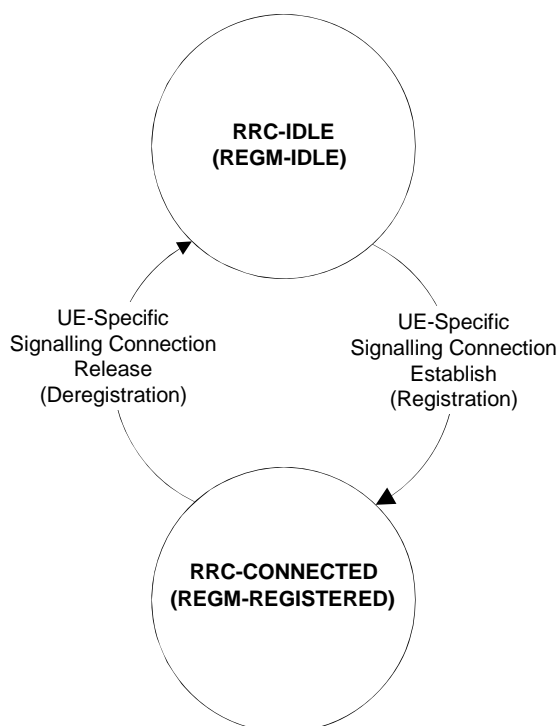 RRC-IDLE
(REGM-IDLE)
UE-Specific
Signalling Connection
Release
(Deregistration)
UE-Specific
Signalling Connection
Establish
(Registration)
RRC-CONNECTED
(REGM-REGISTERED)